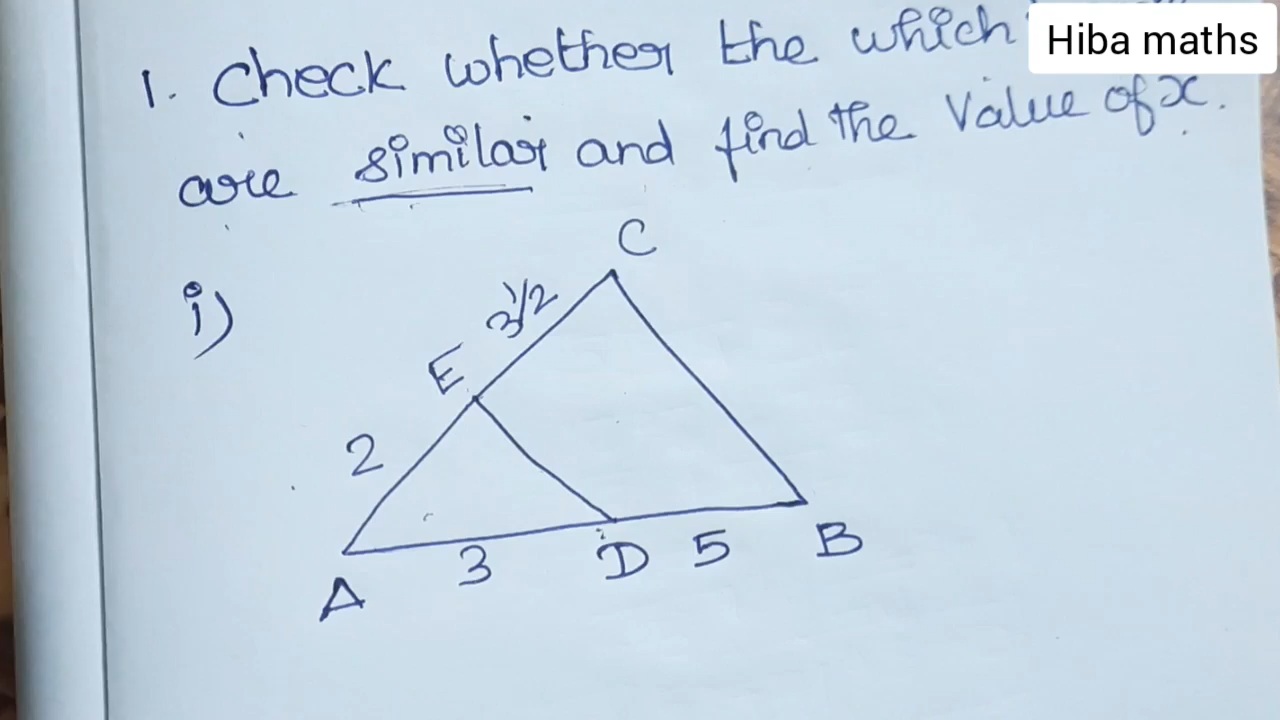 Hiba maths
1. Check whether the which
are similar and find the value of x.
i)
C
3 1/2
E
2
A
3
D
5
B